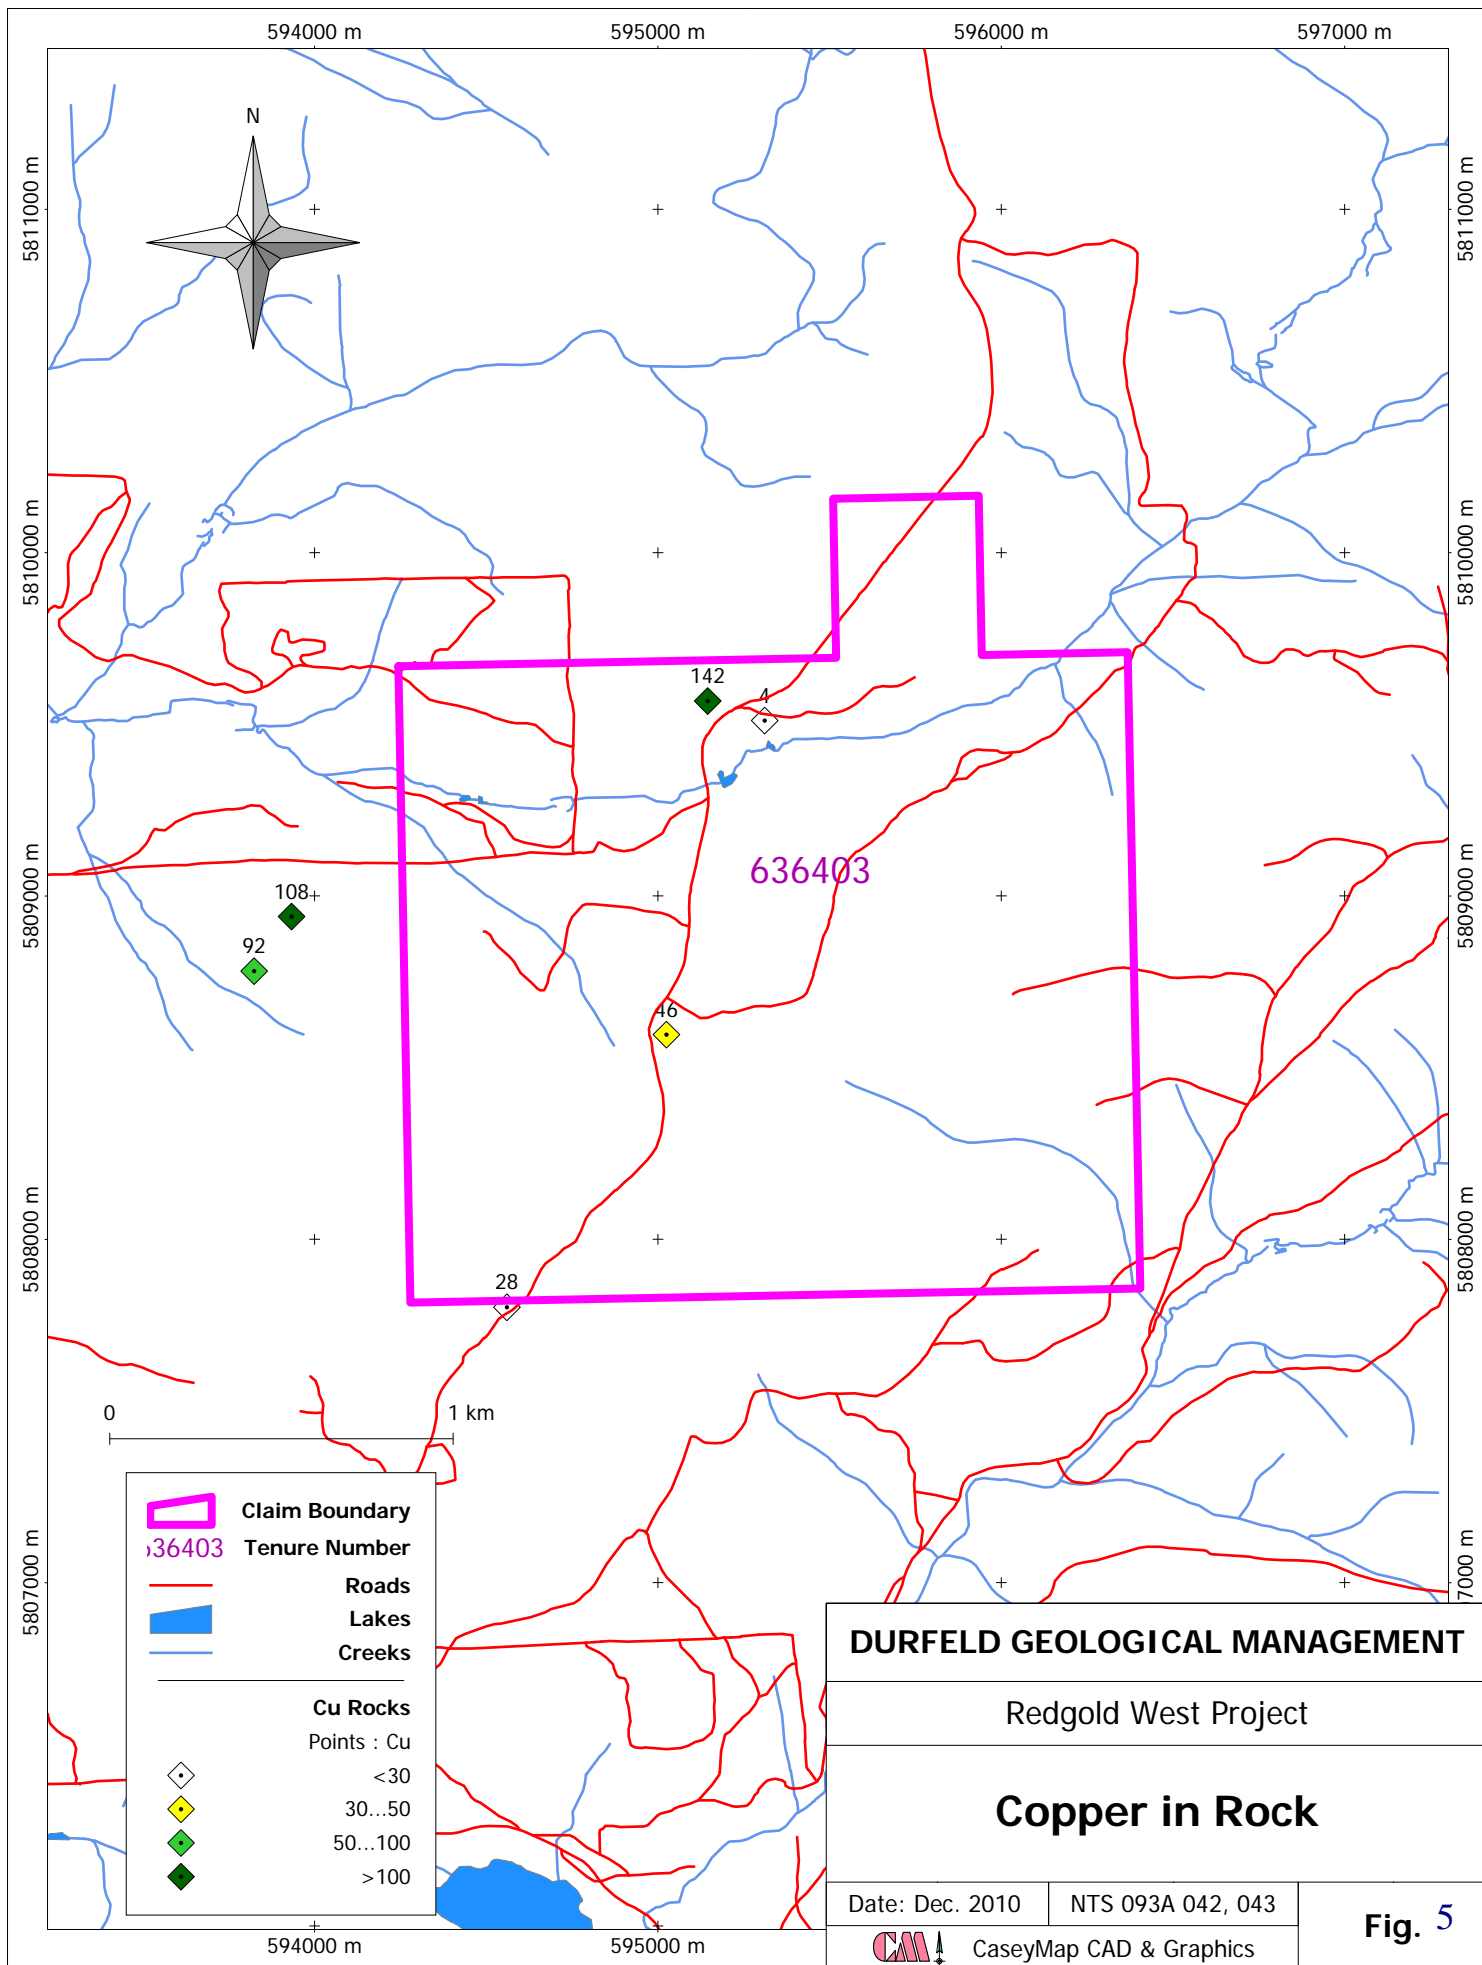 594000 m 595000 m 596000 m 597000 m
N
5811000 m 5811000 m
5810000 m 5810000 m
142
4
636403
108
5809000 m 5809000 m
92
46
5808000 m 5808000 m
28
0 1 km
Claim Boundary
36403 Tenure Number
Roads
Lakes
Creeks
Cu Rocks
Points : Cu
<30
30...50
50...100
>100
5807000 m 7000 m
DURFELD GEOLOGICAL MANAGEMENT
Redgold West Project
Copper in Rock
Date: Dec. 2010 NTS 093A 042, 043
Fig. 5
CM CaseyMap CAD & Graphics
594000 m 595000 m